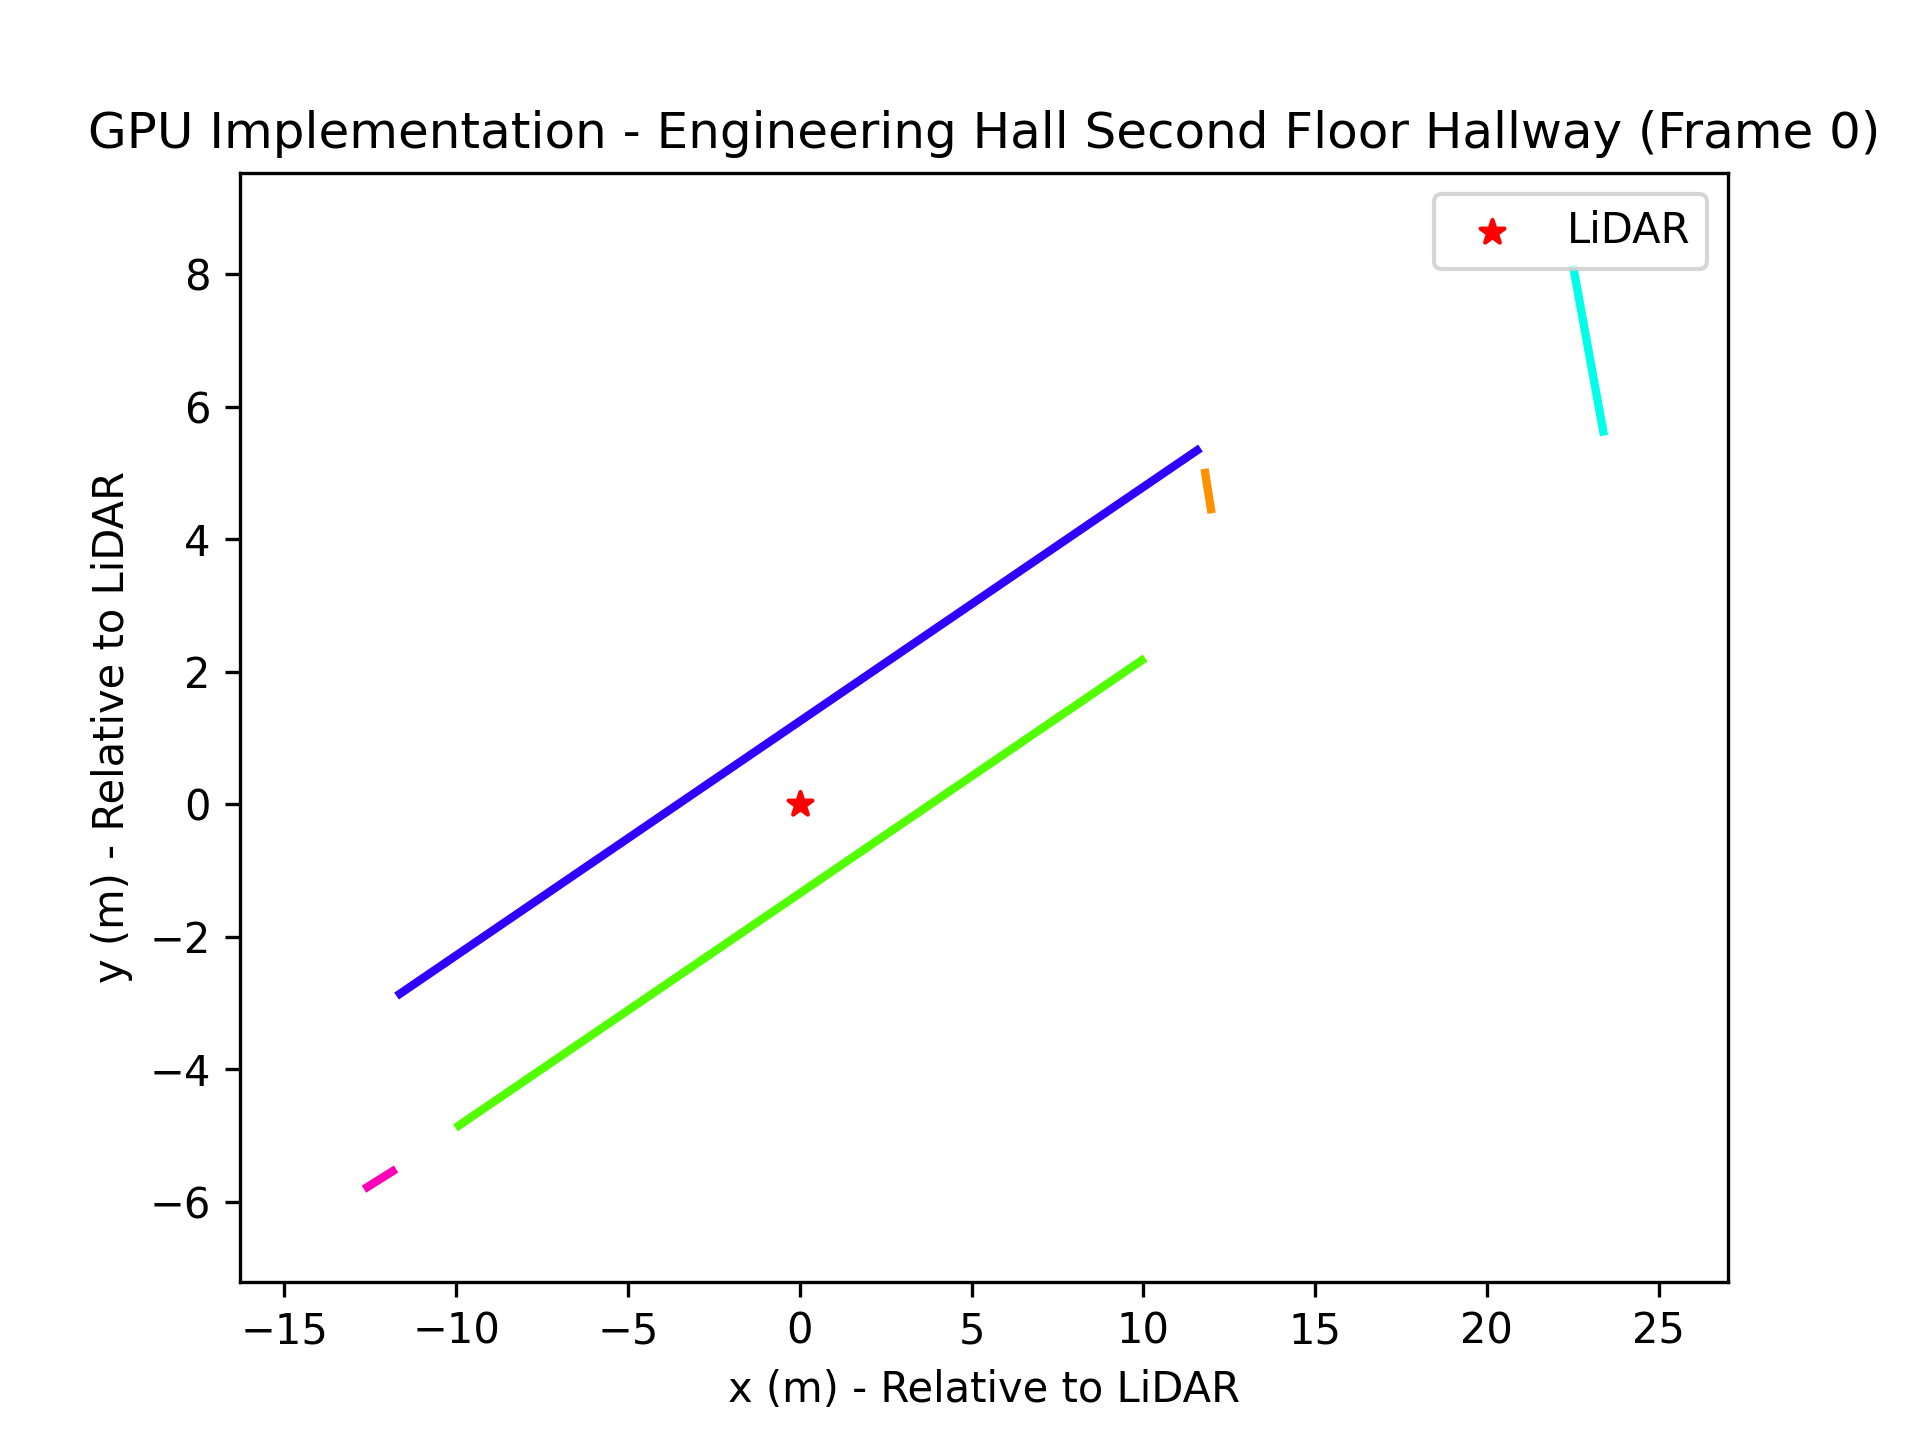 GPU Implementation - Engineering Hall Second Floor Hallway (Frame 0)
LiDAR
8
6
4
2
0
−2
−4
−6
y (m) - Relative to LiDAR
−15 −10 −5 0 5 10 15 20 25
x (m) - Relative to LiDAR